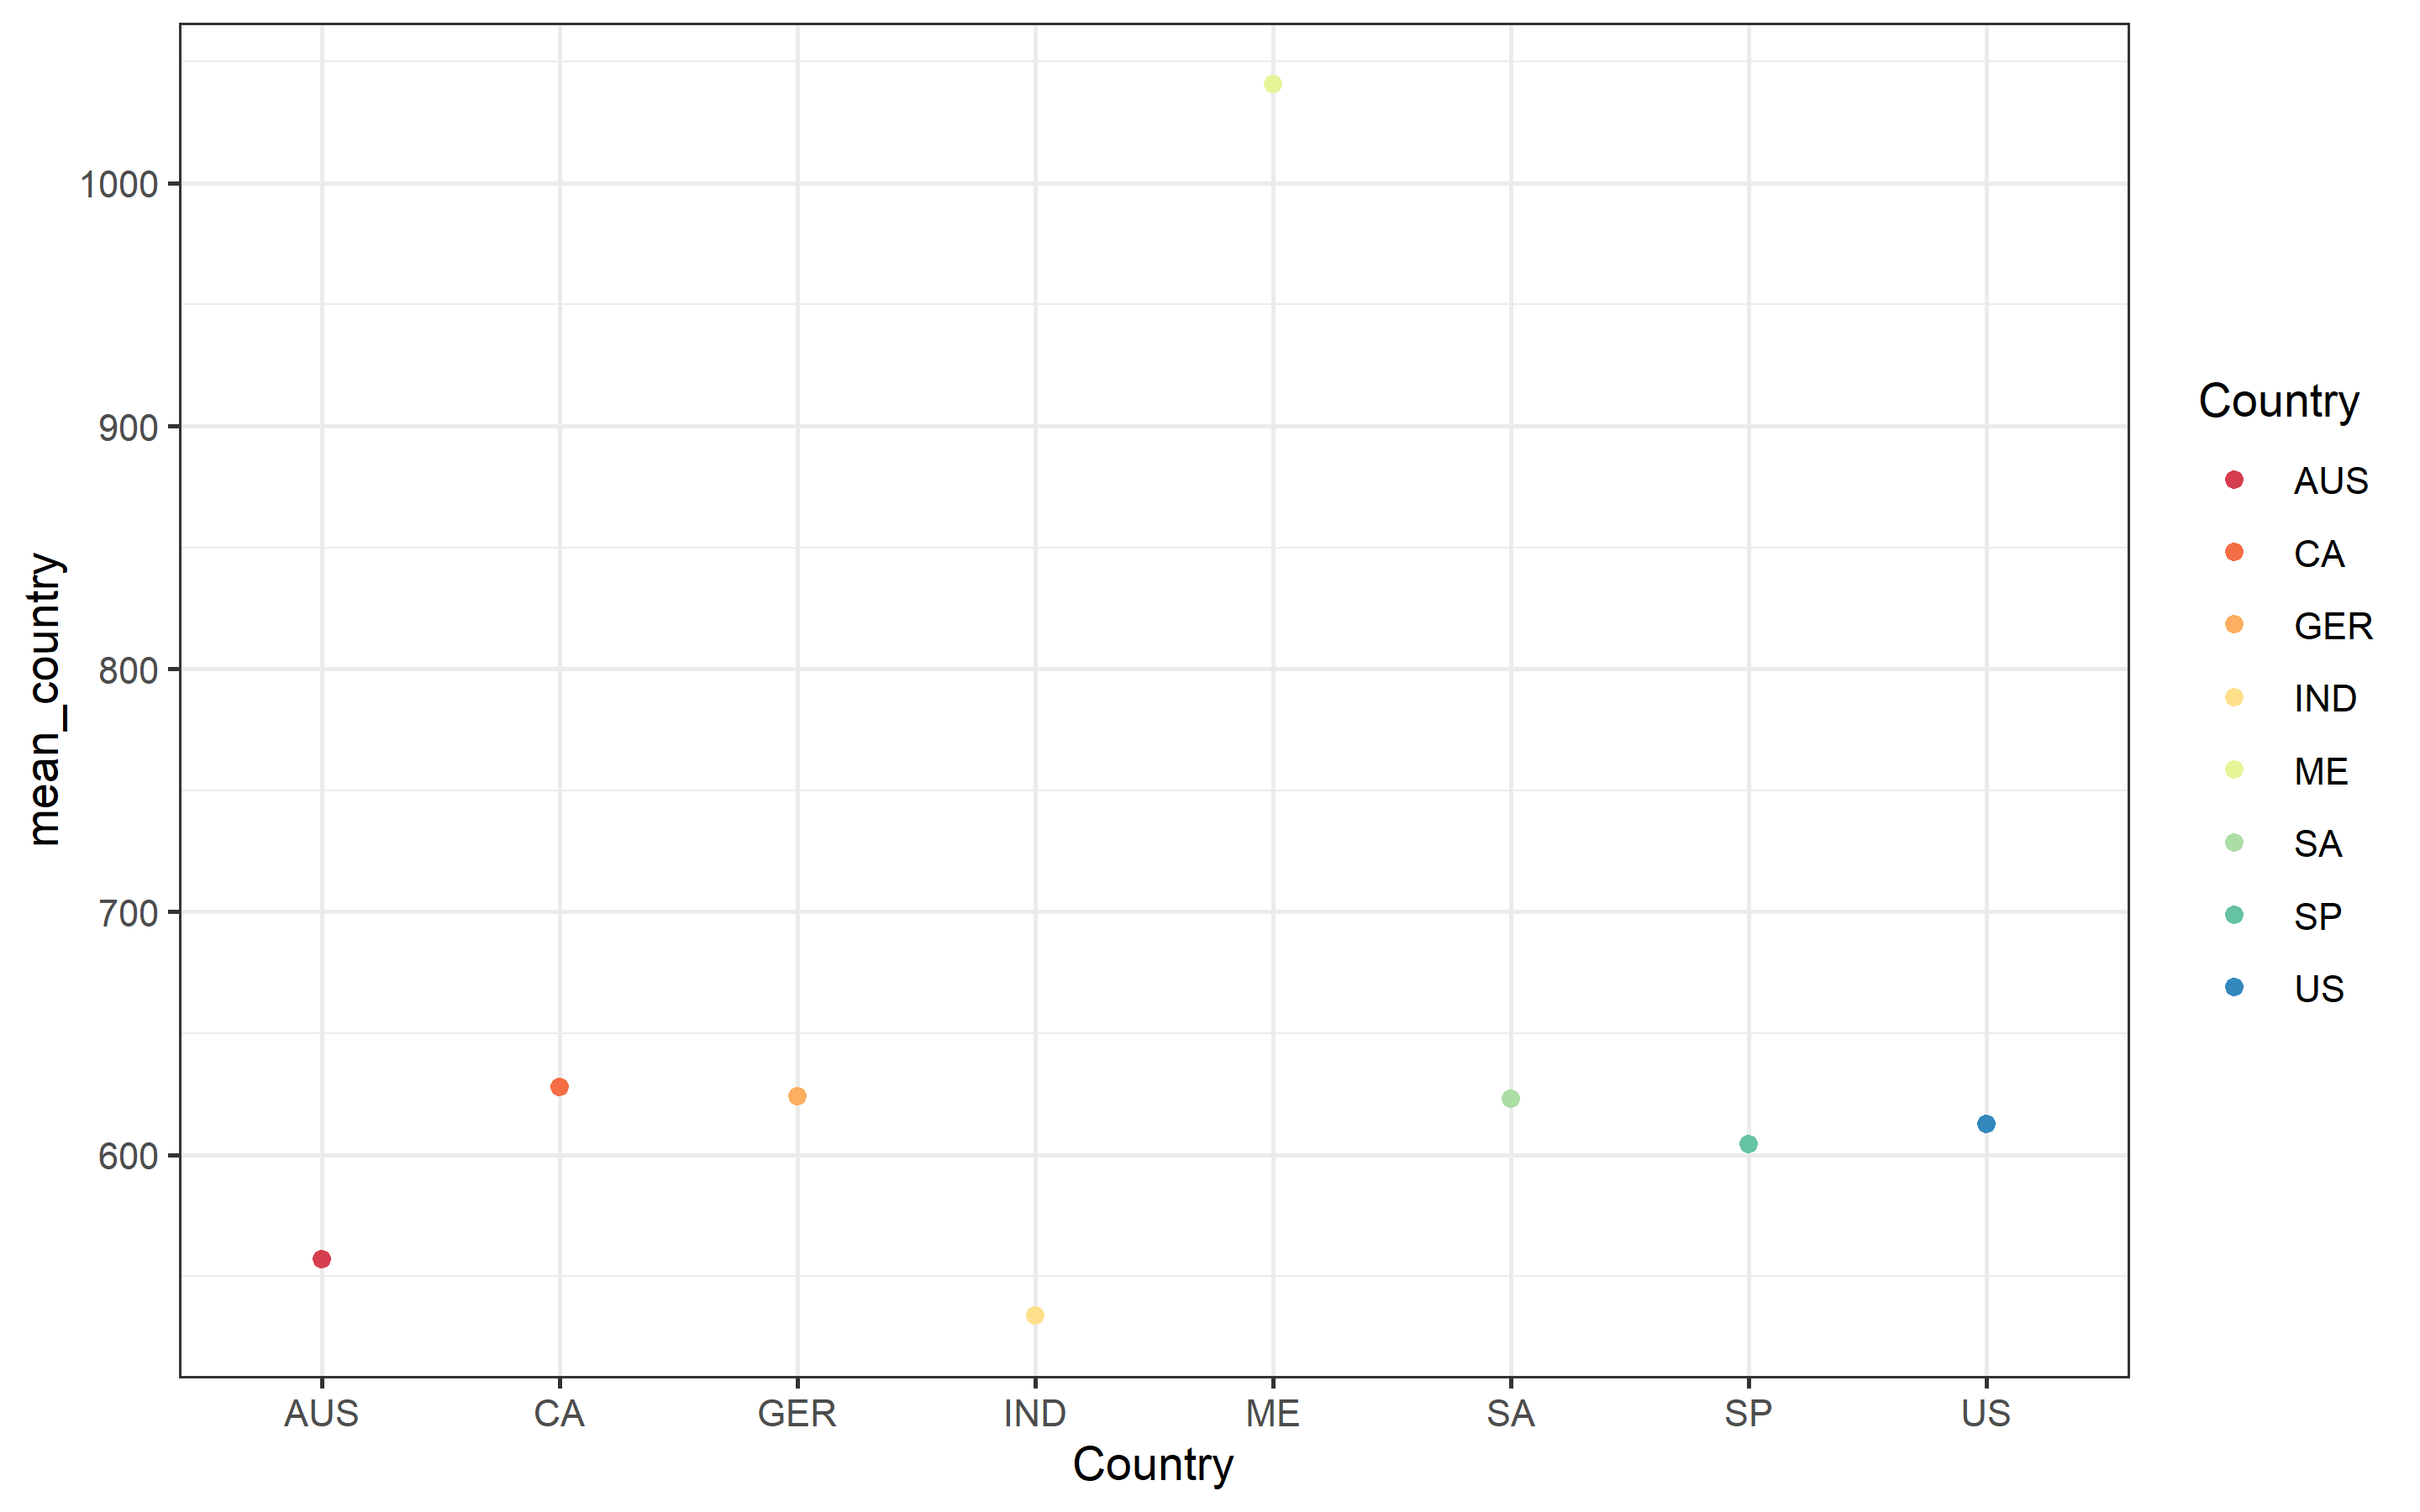 1000
900
800
700
600
mean_country
AUS CA GER IND ME SA SP US
Country
Country
AUS
CA
GER
IND
ME
SA
SP
US